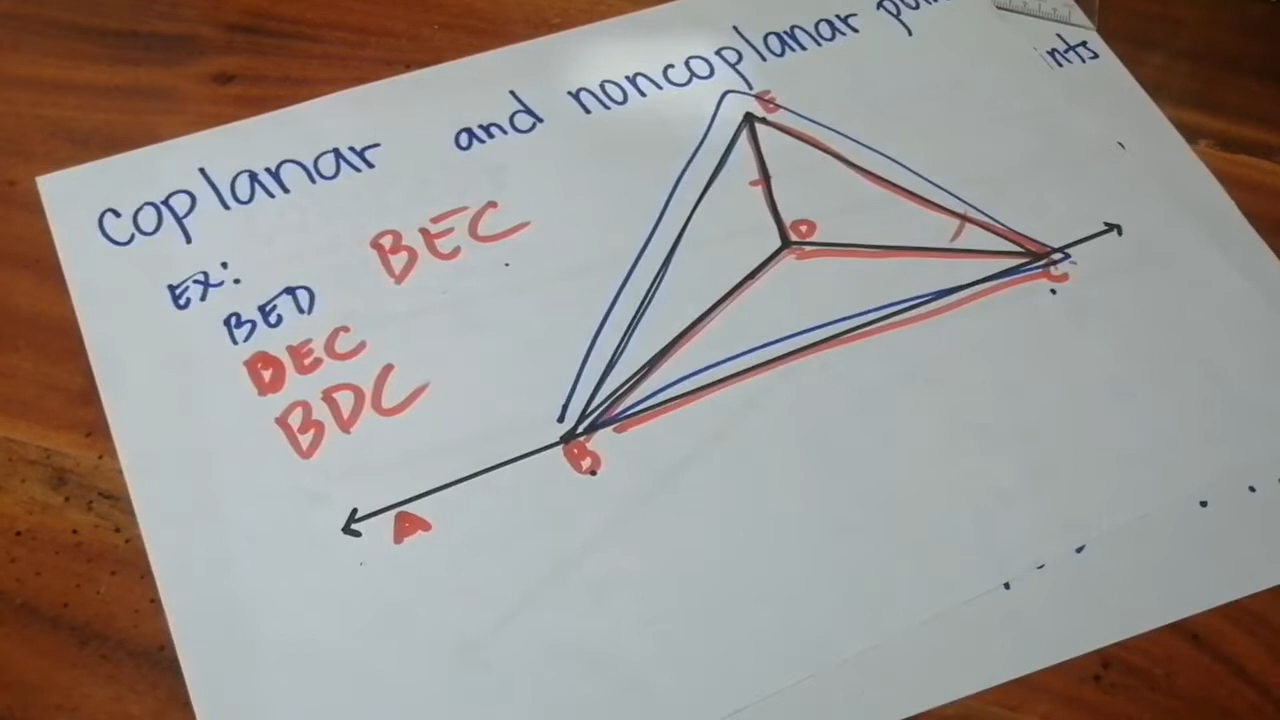 coplanar and noncoplanar
ints
EX:
BED
DEC
BDC
BEC
E
D
C
B
A